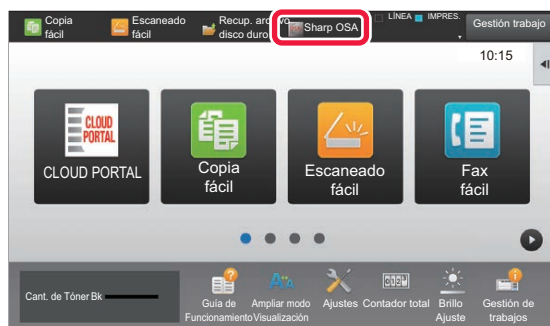 Copia
fácil
Escaneado
fácil
Recup. archivo
disco duro
Sharp OSA
LÍNEA
IMPRES.
Gestión trabajo
10:15
CLOUD
PORTAL
CLOUD PORTAL
Copia
fácil
Escaneado
fácil
Fax
fácil
Cant. de Tóner Bk
Guía de
Funcionamiento
Ampliar modo
Visualización
Ajustes
Contador total
Brillo
Ajuste
Gestión de
trabajos